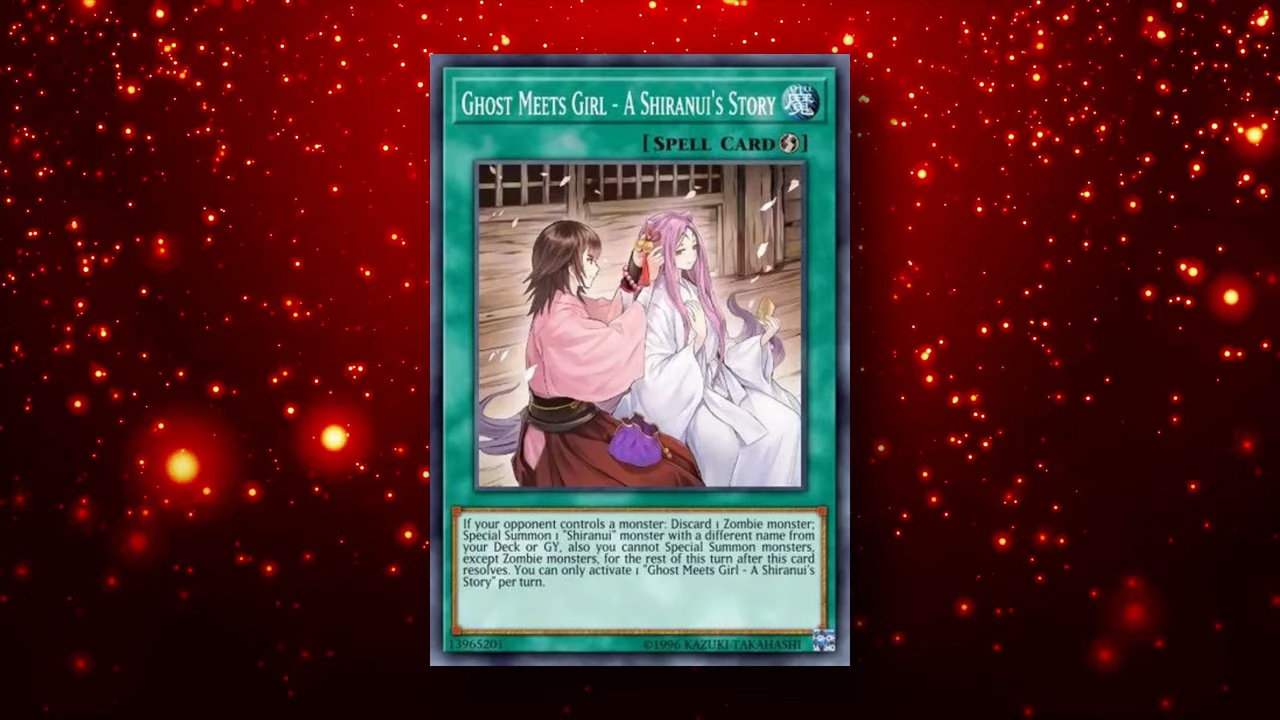 GHOST MEETS GIRL - A SHIRANUI'S STORY
[SPELL CARD]
If your opponent controls a monster: Discard 1 Zombie monster;
Special Summon 1 "Shiranui" monster with a different name from
your Deck or GY, also you cannot Special Summon monsters,
except Zombie monsters, for the rest of this turn after this card
resolves. You can only activate 1 "Ghost Meets Girl - A Shiranui's
Story" per turn.
13965201
©1996 KAZUKI TAKAHASHI